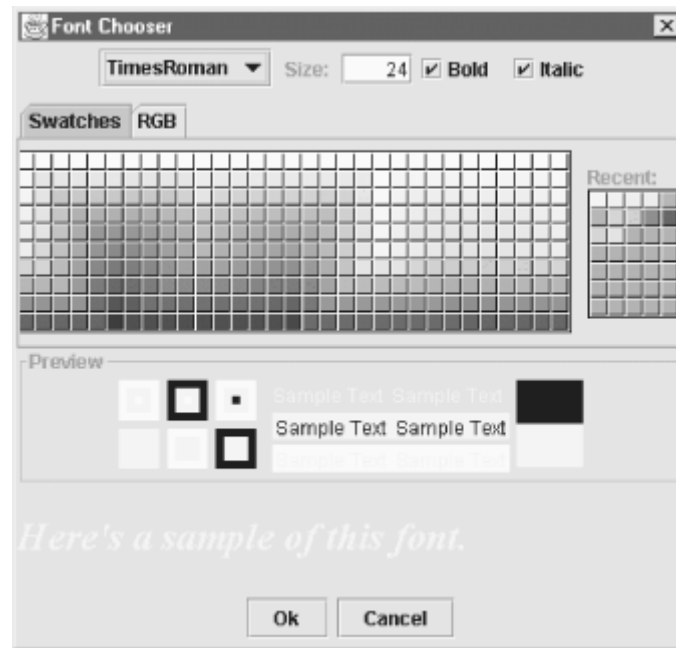 Font Chooser
TimesRoman Size: 24 Bold Italic
Swatches RGB
Recent:
Preview
Sample Text Sample Text
Sample Text Sample Text
Sample Text Sample Text
Here's a sample of this font.
Ok Cancel